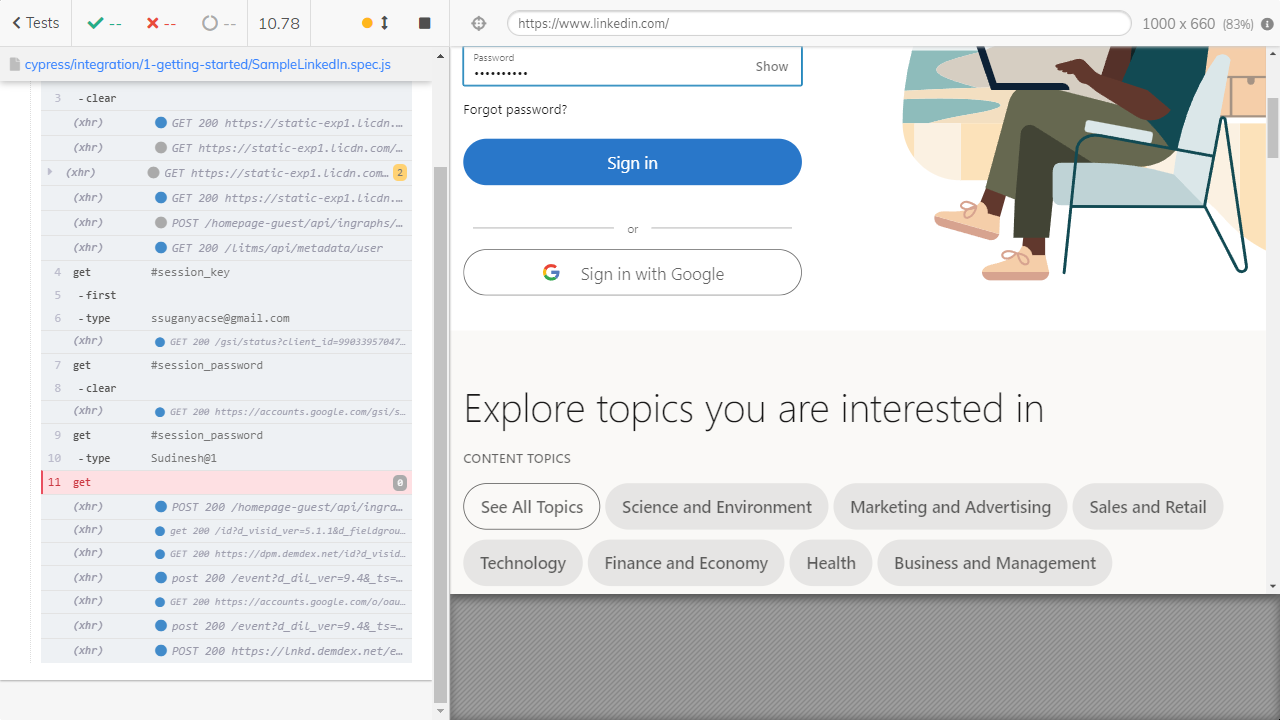 Tests
--
--
--
10.78
https://www.linkedin.com/
1000 x 660 (83%)
cypress/integration/1-getting-started/SampleLinkedIn.spec.js
3 -clear
(xhr) GET 200 https://static-exp1.licdn.…
(xhr) GET https://static-exp1.licdn.com/…
(xhr) GET https://static-exp1.licdn.com… 2
(xhr) GET 200 https://static-exp1.licdn.…
(xhr) POST /homepage-guest/api/ingraphs/…
(xhr) GET 200 /litms/api/metadata/user
4 get #session_key
5 -first
6 -type ssuganyacse@gmail.com
(xhr) GET 200 /gsi/status?client_id=99033957047…
7 get #session_password
8 -clear
(xhr) GET 200 https://accounts.google.com/gsi/s…
9 get #session_password
10 -type Sudinesh@1
11 get 0
(xhr) POST 200 /homepage-guest/api/ingra…
(xhr) get 200 /id?d_visid_ver=5.1.1&d_fieldgrou…
(xhr) GET 200 https://dpm.demdex.net/id?d_visid…
(xhr) post 200 /event?d_dil_ver=9.4&_ts=…
(xhr) GET 200 https://accounts.google.com/o/oau…
(xhr) post 200 /event?d_dil_ver=9.4&_ts=…
(xhr) POST 200 https://lnkd.demdex.net/e…
Password
•••••••••• Show
Forgot password?
Sign in
or
Sign in with Google
Explore topics you are interested in
CONTENT TOPICS
See All Topics Science and Environment Marketing and Advertising Sales and Retail
Technology Finance and Economy Health Business and Management